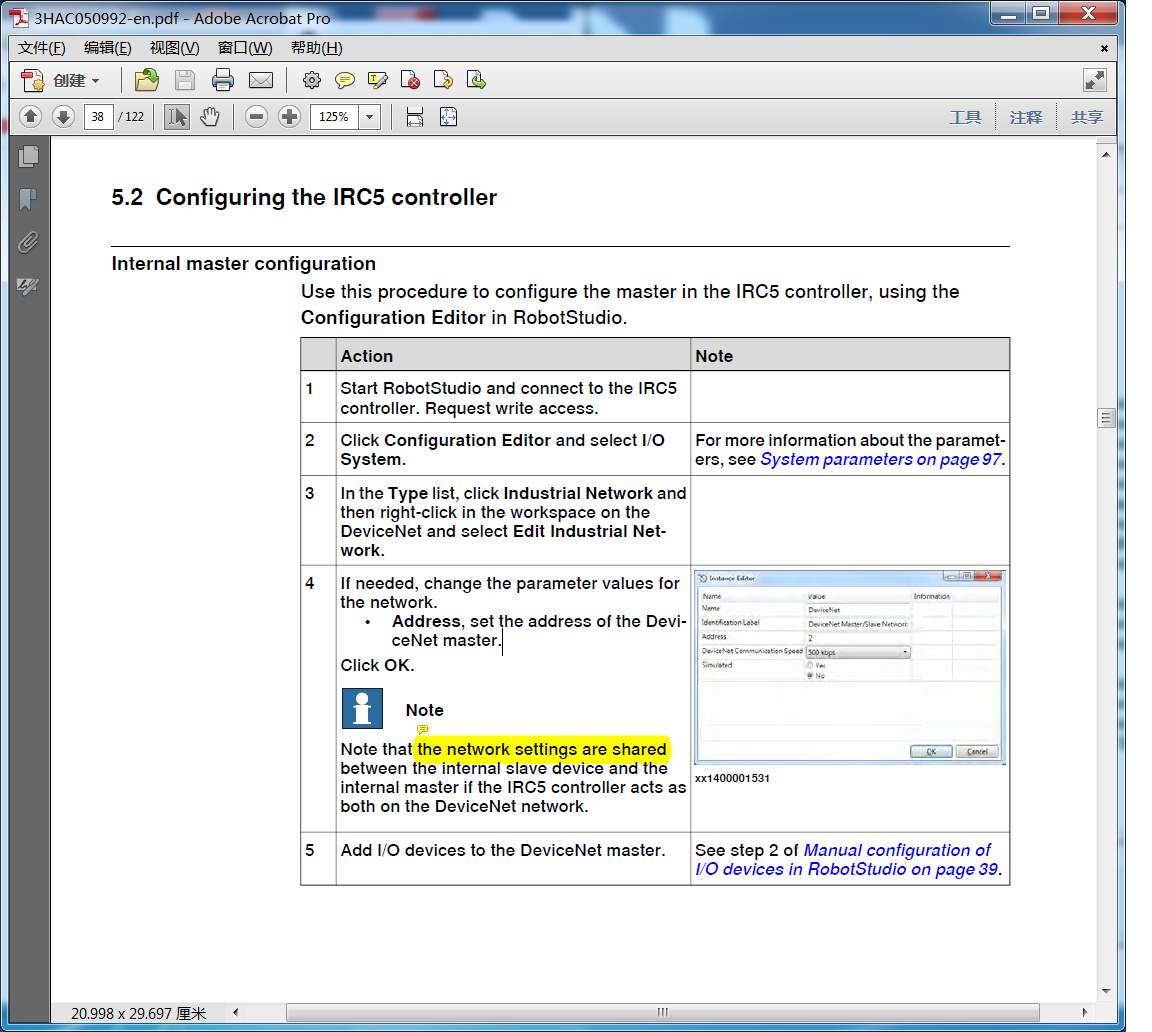 3HAC050992-en.pdf - Adobe Acrobat Pro
文件(F) 编辑(E) 视图(V) 窗口(W) 帮助(H)
创建
38 / 122 125% 工具 注释 共享
5.2 Configuring the IRC5 controller
Internal master configuration
Use this procedure to configure the master in the IRC5 controller, using the
Configuration Editor in RobotStudio.
Action Note
1 Start RobotStudio and connect to the IRC5
controller. Request write access.
2 Click Configuration Editor and select I/O
System.
For more information about the paramet-
ers, see System parameters on page 97.
3 In the Type list, click Industrial Network and
then right-click in the workspace on the
DeviceNet and select Edit Industrial Net-
work.
4 If needed, change the parameter values for
the network.
• Address, set the address of the Devi-
ceNet master.
Click OK.
Note
Note that the network settings are shared
between the internal slave device and the
internal master if the IRC5 controller acts as
both on the DeviceNet network.
Instance Editor
Name Value Information
Name DeviceNet
Identification Label DeviceNet Master/Slave Network
Address 2
DeviceNet Communication Speed 500 kbps
Simulated Yes
No
OK Cancel
xx1400001531
5 Add I/O devices to the DeviceNet master.
See step 2 of Manual configuration of
I/O devices in RobotStudio on page 39.
20.998 x 29.697 厘米